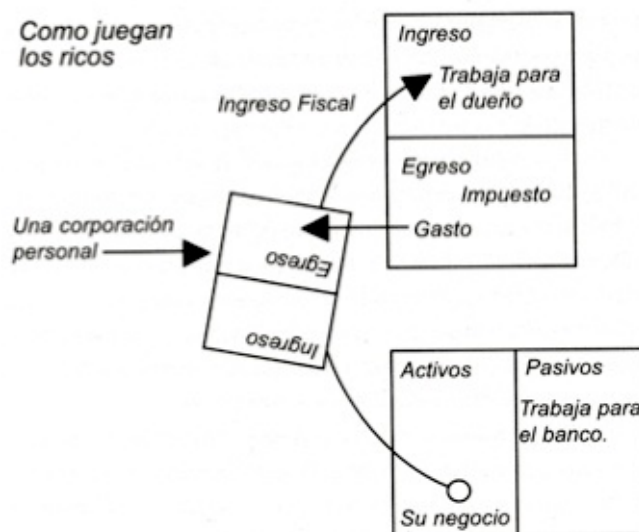 Como juegan
los ricos
Ingreso
Trabaja para
el dueño
Ingreso Fiscal
Egreso
Impuesto
Gasto
Una corporación
personal
Egreso
Ingreso
Activos
Pasivos
Trabaja para
el banco.
Su negocio